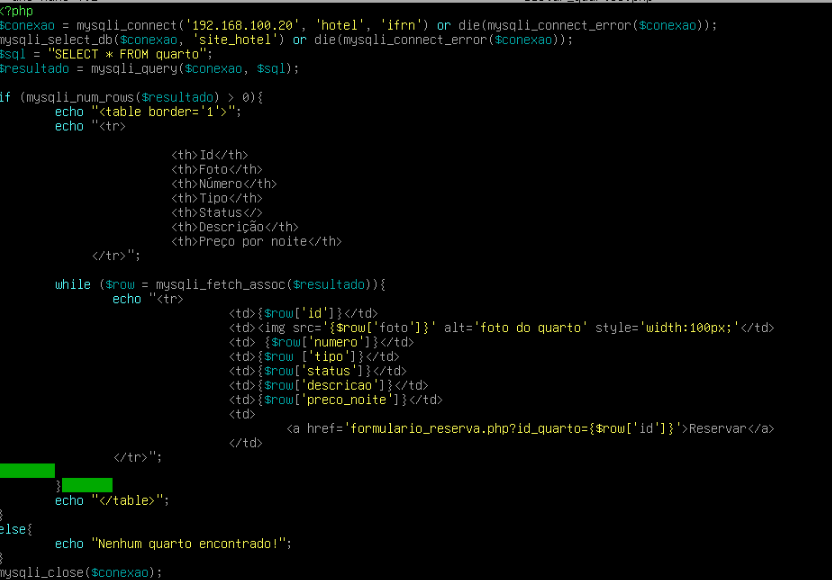 <?php
$conexao = mysqli_connect('192.168.100.20', 'hotel', 'ifrn') or die(mysqli_connect_error($conexao));
mysqli_select_db($conexao, 'site_hotel') or die(mysqli_connect_error($conexao));
$sql = "SELECT * FROM quarto";
$resultado = mysqli_query($conexao, $sql);
if (mysqli_num_rows($resultado) > 0){
echo "<table border='1'>";
echo "<tr>
<th>Id</th>
<th>Foto</th>
<th>Número</th>
<th>Tipo</th>
<th>Status</>
<th>Descrição</th>
<th>Preço por noite</th>
</tr>";
while ($row = mysqli_fetch_assoc($resultado)){
echo "<tr>
<td>{$row['id']}</td>
<td><img src='{$row['foto']}' alt='foto do quarto' style='width:100px;'</td>
<td> {$row['numero']}</td>
<td>{$row ['tipo']}</td>
<td>{$row['status']}</td>
<td>{$row['descricao']}</td>
<td>{$row['preco_noite']}</td>
<td>
<a href='formulario_reserva.php?id_quarto={$row['id']}'>Reservar</a>
</td>
</tr>";
}
echo "</table>";
}
else{
echo "Nenhum quarto encontrado!";
}
mysqli_close($conexao);